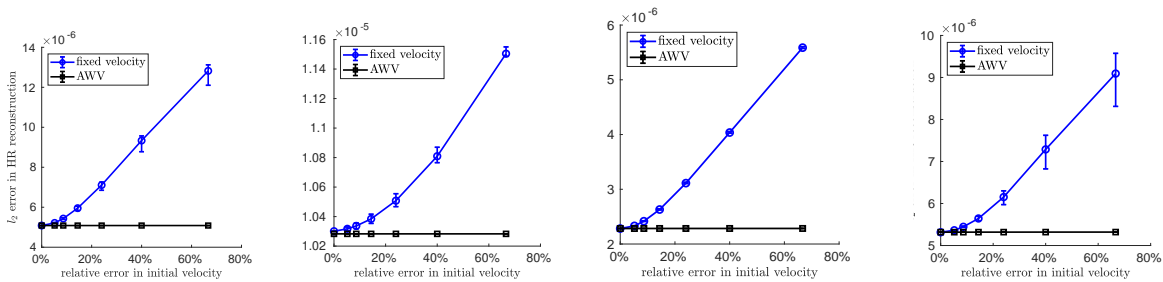 ×10⁻⁶
14
12
10
8
6
4
l₂ error in HR reconstruction
fixed velocity
AWV
0% 20% 40% 60% 80%
relative error in initial velocity
×10⁻⁵
1.16
1.14
1.12
1.1
1.08
1.06
1.04
1.02
fixed velocity
AWV
0% 20% 40% 60% 80%
relative error in initial velocity
×10⁻⁶
6
5
4
3
2
fixed velocity
AWV
0% 20% 40% 60% 80%
relative error in initial velocity
×10⁻⁶
10
9
8
7
6
5
fixed velocity
AWV
0% 20% 40% 60% 80%
relative error in initial velocity